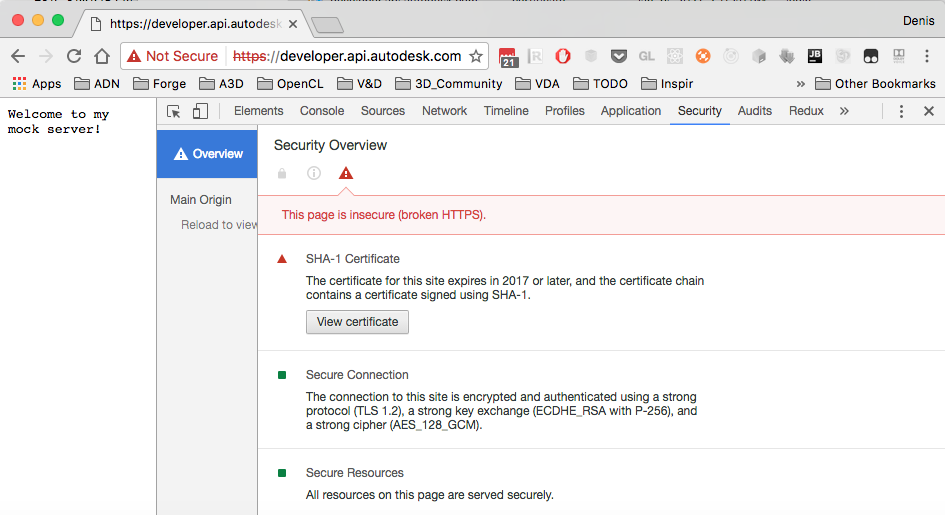 https://developer.api.autodesk
Denis
Not Secure https://developer.api.autodesk.com
21
GL
JB
Apps ADN Forge A3D OpenCL V&D 3D_Community VDA TODO Inspir » Other Bookmarks
Welcome to my
mock server!
Elements Console Sources Network Timeline Profiles Application Security Audits Redux »
Overview
Main Origin
Reload to view
Security Overview
This page is insecure (broken HTTPS).
SHA-1 Certificate
The certificate for this site expires in 2017 or later, and the certificate chain
contains a certificate signed using SHA-1.
View certificate
Secure Connection
The connection to this site is encrypted and authenticated using a strong
protocol (TLS 1.2), a strong key exchange (ECDHE_RSA with P-256), and
a strong cipher (AES_128_GCM).
Secure Resources
All resources on this page are served securely.